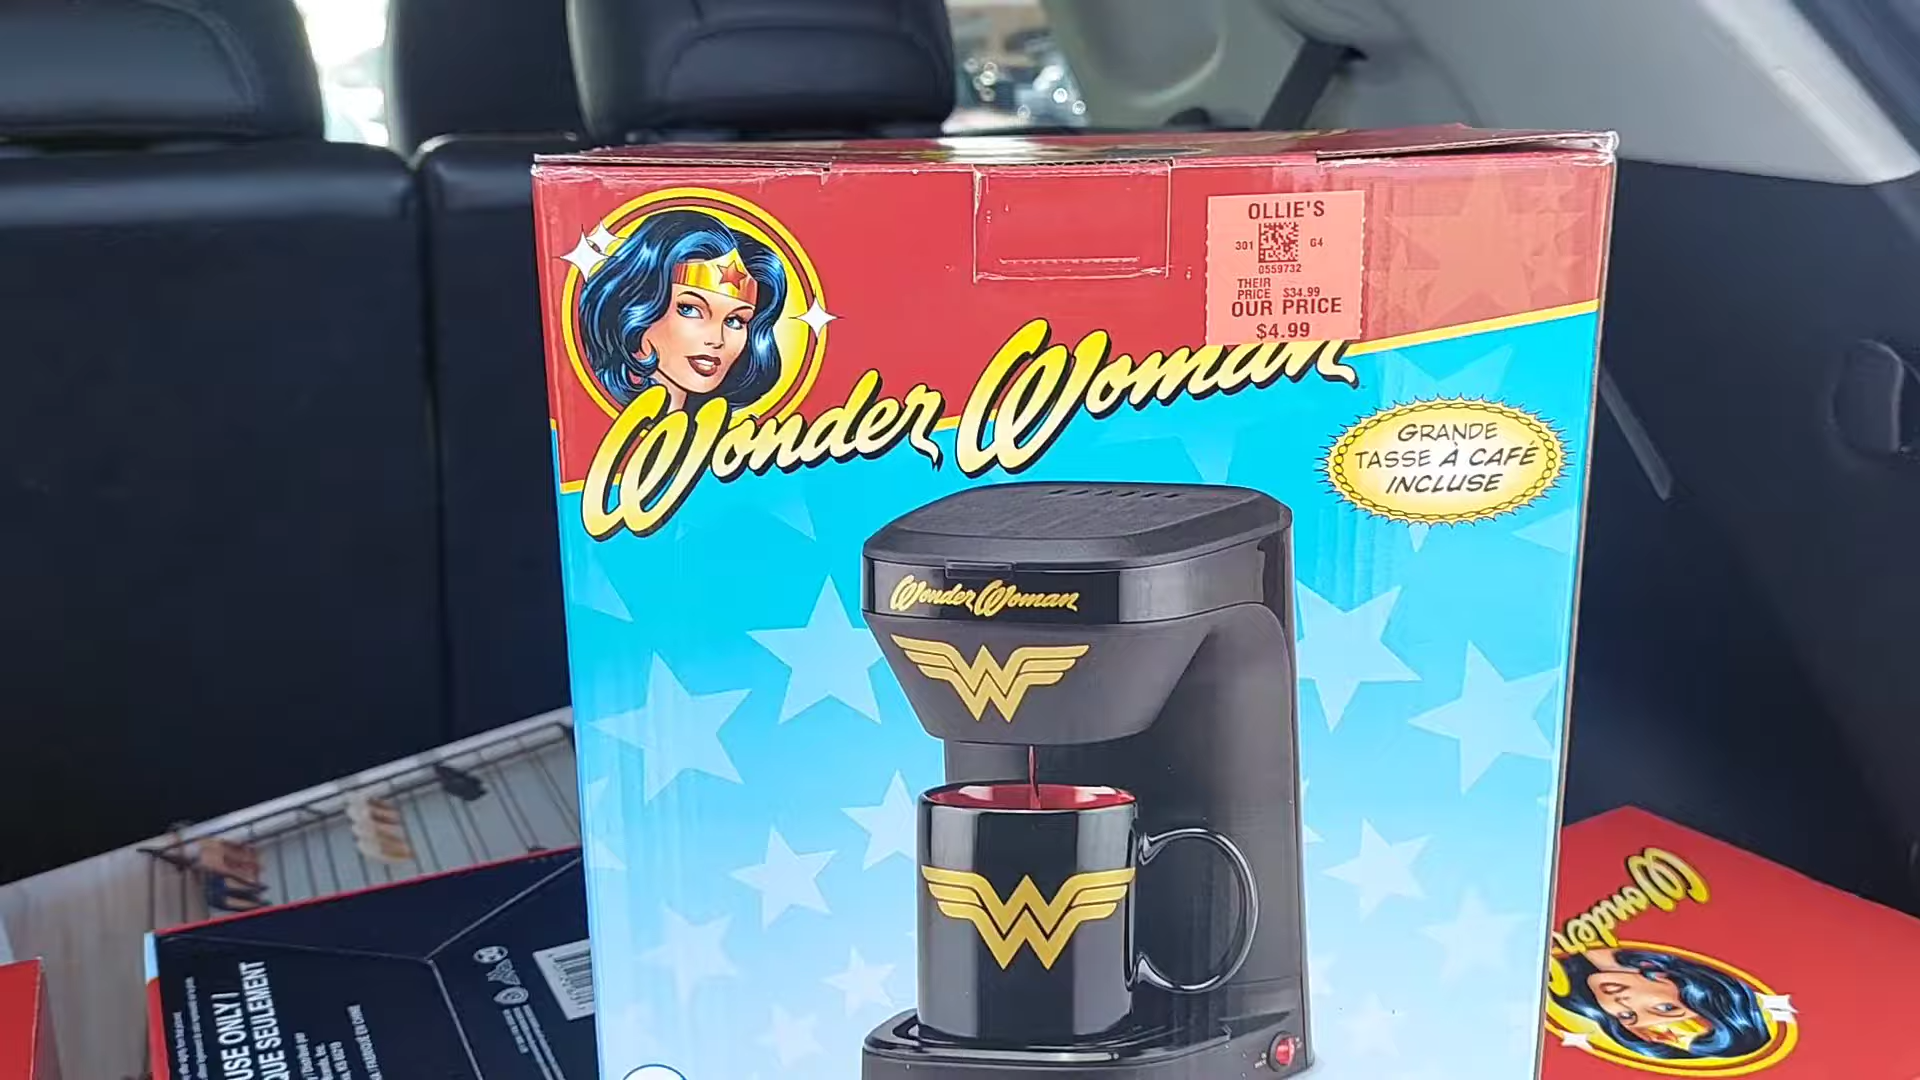 OLLIE'S
301 G4
0559732
THEIR
PRICE $34.99
OUR PRICE
$4.99
Wonder Woman
GRANDE
TASSE À CAFÉ
INCLUSE
Wonder Woman
W
W
USE ONLY /
QUE SEULEMENT
Wonder